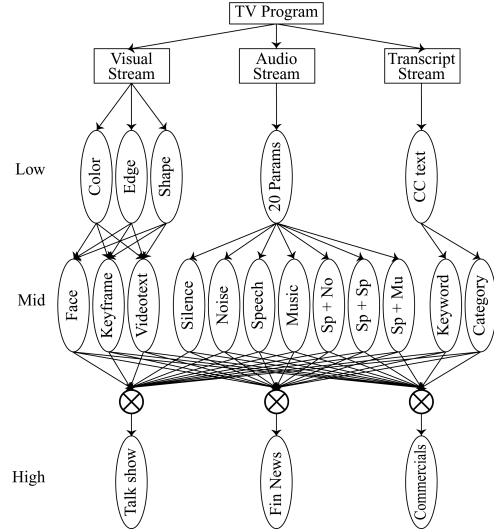 TV Program
Visual
Stream
Audio
Stream
Transcript
Stream
Low
Color
Edge
Shape
20 Params
CC text
Mid
Face
Keyframe
Videotext
Silence
Noise
Speech
Music
Sp + No
Sp + Sp
Sp + Mu
Keyword
Category
High
Talk show
Fin News
Commercials